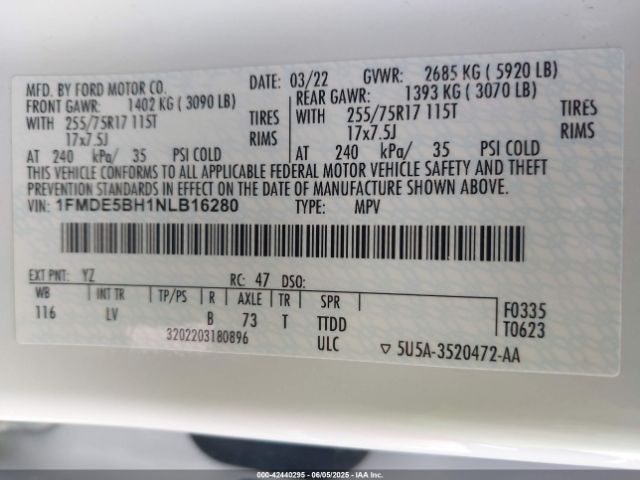 MFD. BY FORD MOTOR CO.
DATE: 03/22 GVWR: 2685 KG ( 5920 LB)
FRONT GAWR: 1402 KG ( 3090 LB) REAR GAWR: 1393 KG ( 3070 LB)
WITH 255/75R17 115T TIRES WITH 255/75R17 115T TIRES
17x7.5J RIMS 17x7.5J RIMS
AT 240 kPa/ 35 PSI COLD AT 240 kPa/ 35 PSI COLD
THIS VEHICLE CONFORMS TO ALL APPLICABLE FEDERAL MOTOR VEHICLE SAFETY AND THEFT
PREVENTION STANDARDS IN EFFECT ON THE DATE OF MANUFACTURE SHOWN ABOVE.
VIN: 1FMDE5BH1NLB16280 TYPE: MPV
EXT PNT: YZ RC: 47 DSO:
WB INT TR TP/PS R AXLE TR SPR F0335
116 LV B 73 T TTDD T0623
3202203180896 ULC ▽ 5U5A-3520472-AA
000-42440295 - 06/05/2025 - IAA Inc.